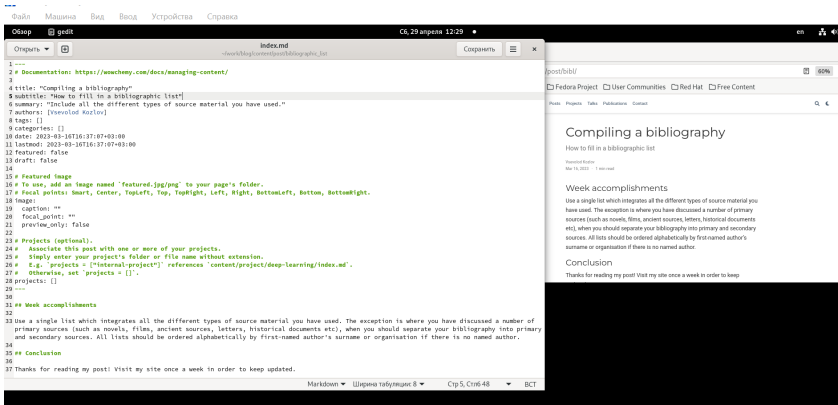 Файл Машина Вид Ввод Устройства Справка
Обзор gedit Сб, 29 апреля 12:29 en
Открыть index.md Сохранить
~/work/blog/content/post/bibliographic_list
1 ---
2 # Documentation: https://wowchemy.com/docs/managing-content/
3
4 title: "Compiling a bibliography"
5 subtitle: "How to fill in a bibliographic list"
6 summary: "Include all the different types of source material you have used."
7 authors: [Vsevolod Kozlov]
8 tags: []
9 categories: []
10 date: 2023-03-16T16:37:07+03:00
11 lastmod: 2023-03-16T16:37:07+03:00
12 featured: false
13 draft: false
14
15 # Featured image
16 # To use, add an image named `featured.jpg/png` to your page's folder.
17 # Focal points: Smart, Center, TopLeft, Top, TopRight, Left, Right, BottomLeft, Bottom, BottomRight.
18 image:
19 caption: ""
20 focal_point: ""
21 preview_only: false
22
23 # Projects (optional).
24 # Associate this post with one or more of your projects.
25 # Simply enter your project's folder or file name without extension.
26 # E.g. `projects = ["internal-project"]` references `content/project/deep-learning/index.md`.
27 # Otherwise, set `projects = []`.
28 projects: []
29 ---
30
31 ## Week accomplishments
32
33 Use a single list which integrates all the different types of source material you have used. The exception is where you have discussed a number of
primary sources (such as novels, films, ancient sources, letters, historical documents etc), when you should separate your bibliography into primary
and secondary sources. All lists should be ordered alphabetically by first-named author's surname or organisation if there is no named author.
34
35 ## Conclusion
36
37 Thanks for reading my post! Visit my site once a week in order to keep updated.
Markdown Ширина табуляции: 8 Стр 5, Стлб 48 ВСТ
/post/bibl/ 60%
Fedora Project User Communities Red Hat Free Content
Posts Projects Talks Publications Contact
Compiling a bibliography
How to fill in a bibliographic list
Vsevolod Kozlov
Mar 16, 2023 1 min read
Week accomplishments
Use a single list which integrates all the different types of source material you
have used. The exception is where you have discussed a number of primary
sources (such as novels, films, ancient sources, letters, historical documents
etc), when you should separate your bibliography into primary and secondary
sources. All lists should be ordered alphabetically by first-named author's
surname or organisation if there is no named author.
Conclusion
Thanks for reading my post! Visit my site once a week in order to keep